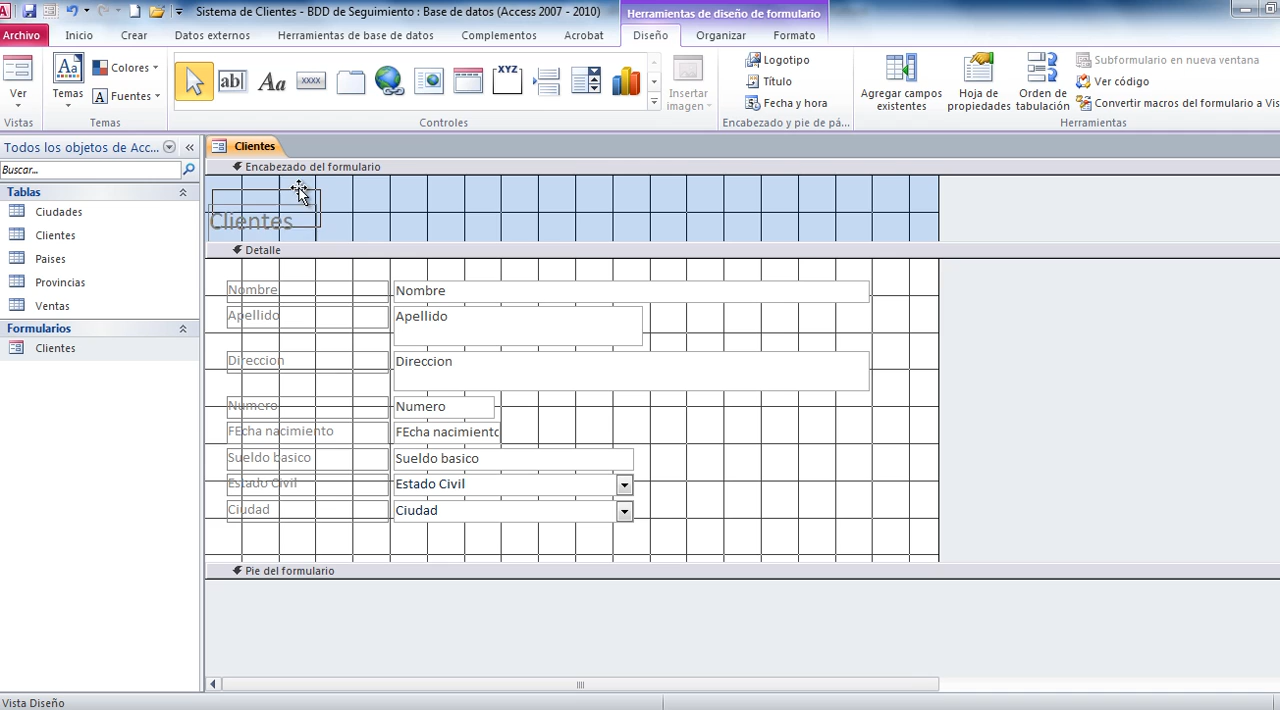 Sistema de Clientes - BDD de Seguimiento : Base de datos (Access 2007 - 2010)
Herramientas de diseño de formulario
Archivo Inicio Crear Datos externos Herramientas de base de datos Complementos Acrobat Diseño Organizar Formato
Ver
Vistas
Temas
Colores
Fuentes
Temas
ab|
Aa
XXXX
XYZ
Controles
Insertar imagen
Logotipo
Título
Fecha y hora
Encabezado y pie de pá...
Agregar campos existentes
Hoja de propiedades
Orden de tabulación
Subformulario en nueva ventana
Ver código
Convertir macros del formulario a Vis
Herramientas
Todos los objetos de Acc...
Buscar...
Tablas
Ciudades
Clientes
Paises
Provincias
Ventas
Formularios
Clientes
Clientes
Encabezado del formulario
Clientes
Detalle
Nombre Nombre
Apellido Apellido
Direccion Direccion
Numero Numero
FEcha nacimiento FEcha nacimiento
Sueldo basico Sueldo basico
Estado Civil Estado Civil
Ciudad Ciudad
Pie del formulario
Vista Diseño